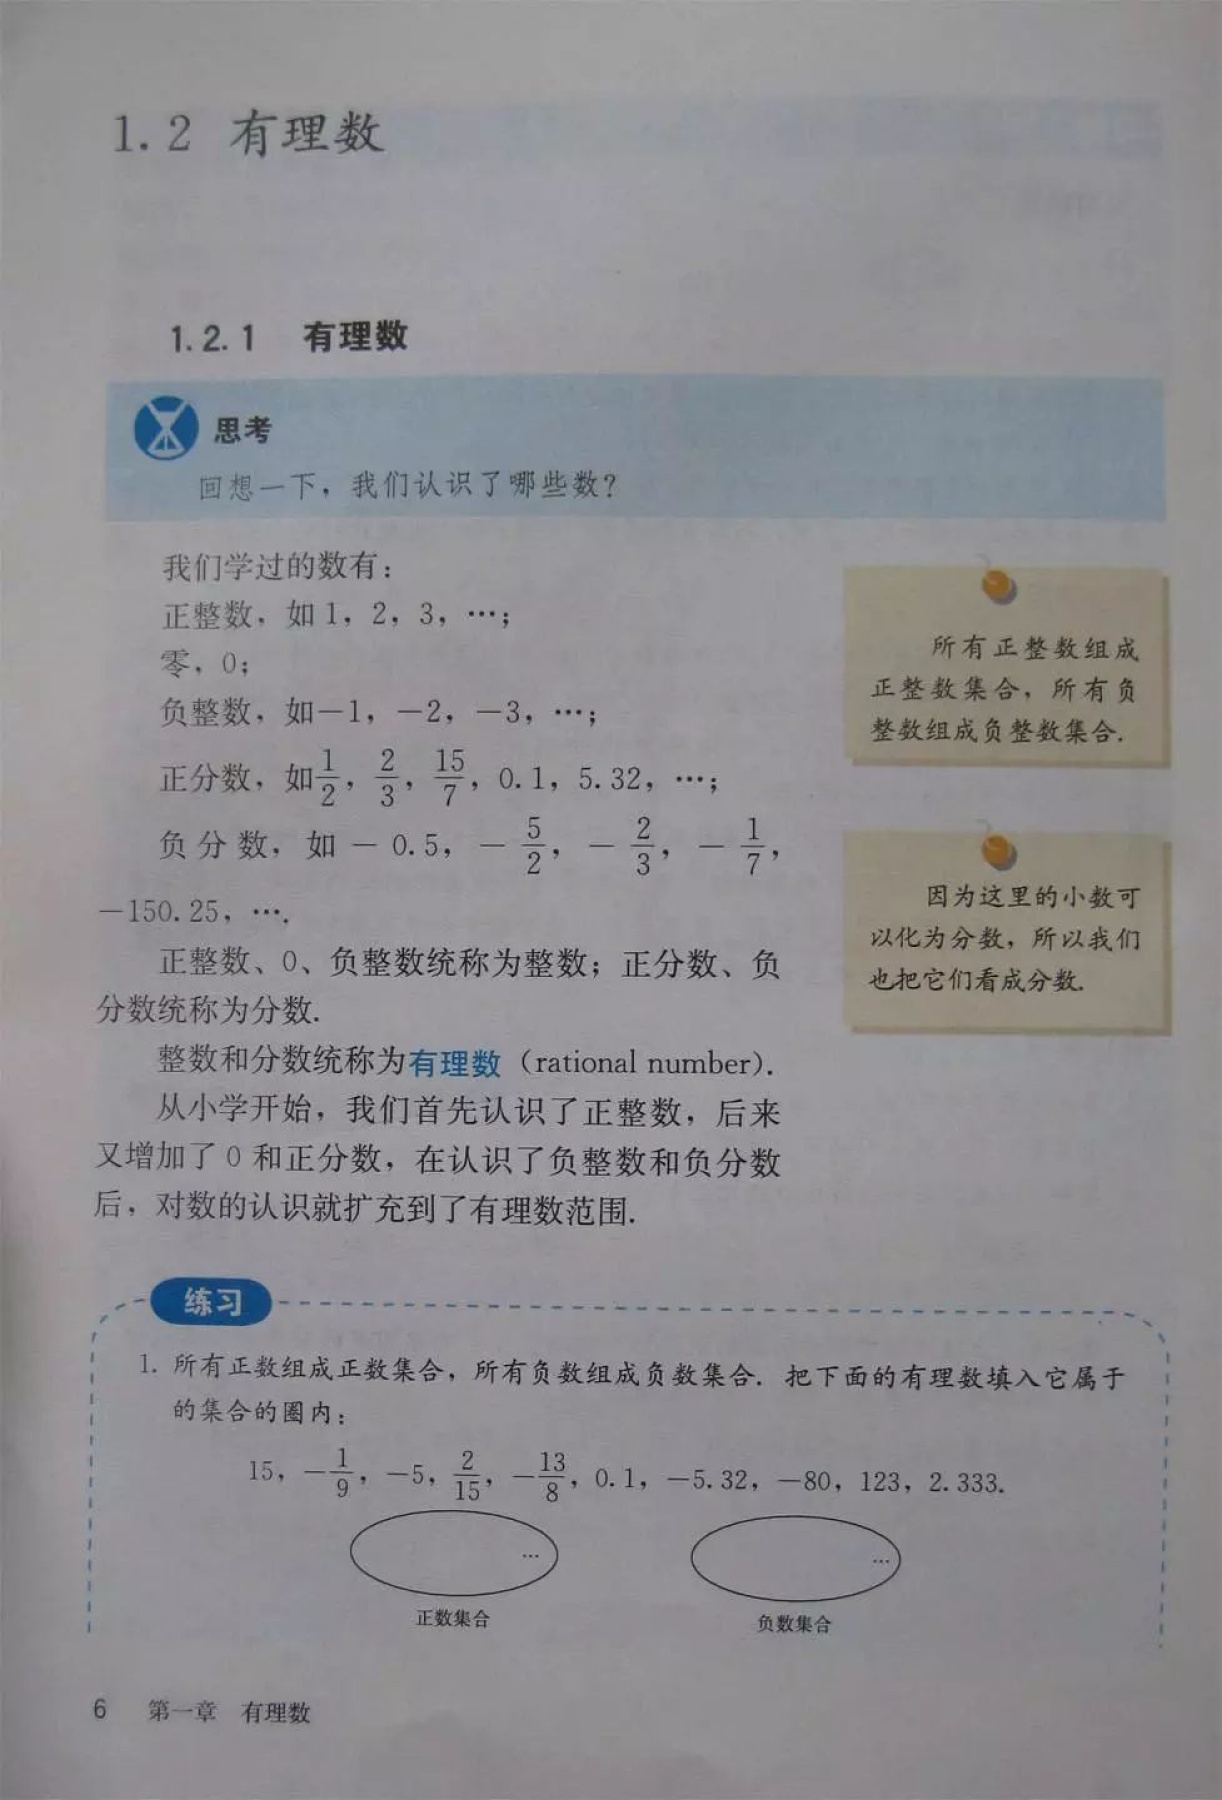 1.2 有理数
1.2.1 有理数
思考
回想一下，我们认识了哪些数？
我们学过的数有：
正整数，如 1，2，3，…；
零，0；
负整数，如－1，－2，－3，…；
正分数，如 1/2，2/3，15/7，0.1，5.32，…；
负分数，如－0.5，－5/2，－2/3，－1/7，
－150.25，….
正整数、0、负整数统称为整数；正分数、负
分数统称为分数.
整数和分数统称为有理数（rational number）.
从小学开始，我们首先认识了正整数，后来
又增加了 0 和正分数，在认识了负整数和负分数
后，对数的认识就扩充到了有理数范围.
所有正整数组成
正整数集合，所有负
整数组成负整数集合.
因为这里的小数可
以化为分数，所以我们
也把它们看成分数.
练习
1. 所有正数组成正数集合，所有负数组成负数集合. 把下面的有理数填入它属于
的集合的圈内：
15，－1/9，－5，2/15，－13/8，0.1，－5.32，－80，123，2.333.
… …
正数集合 负数集合
6 第一章 有理数